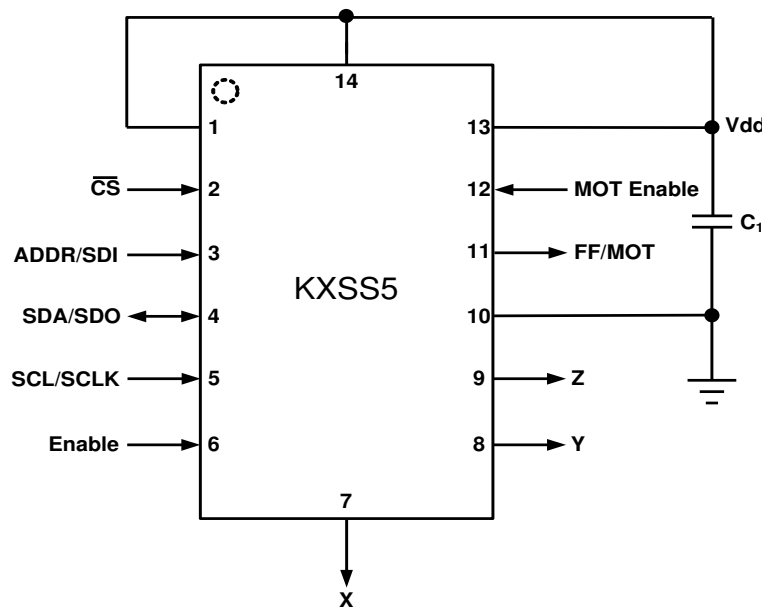 14
1 13 Vdd
C̅S̅ 2 12 MOT Enable
C₁
ADDR/SDI 3 11 FF/MOT
KXSS5
SDA/SDO 4 10
SCL/SCLK 5 9 Z
Enable 6 8 Y
7
X